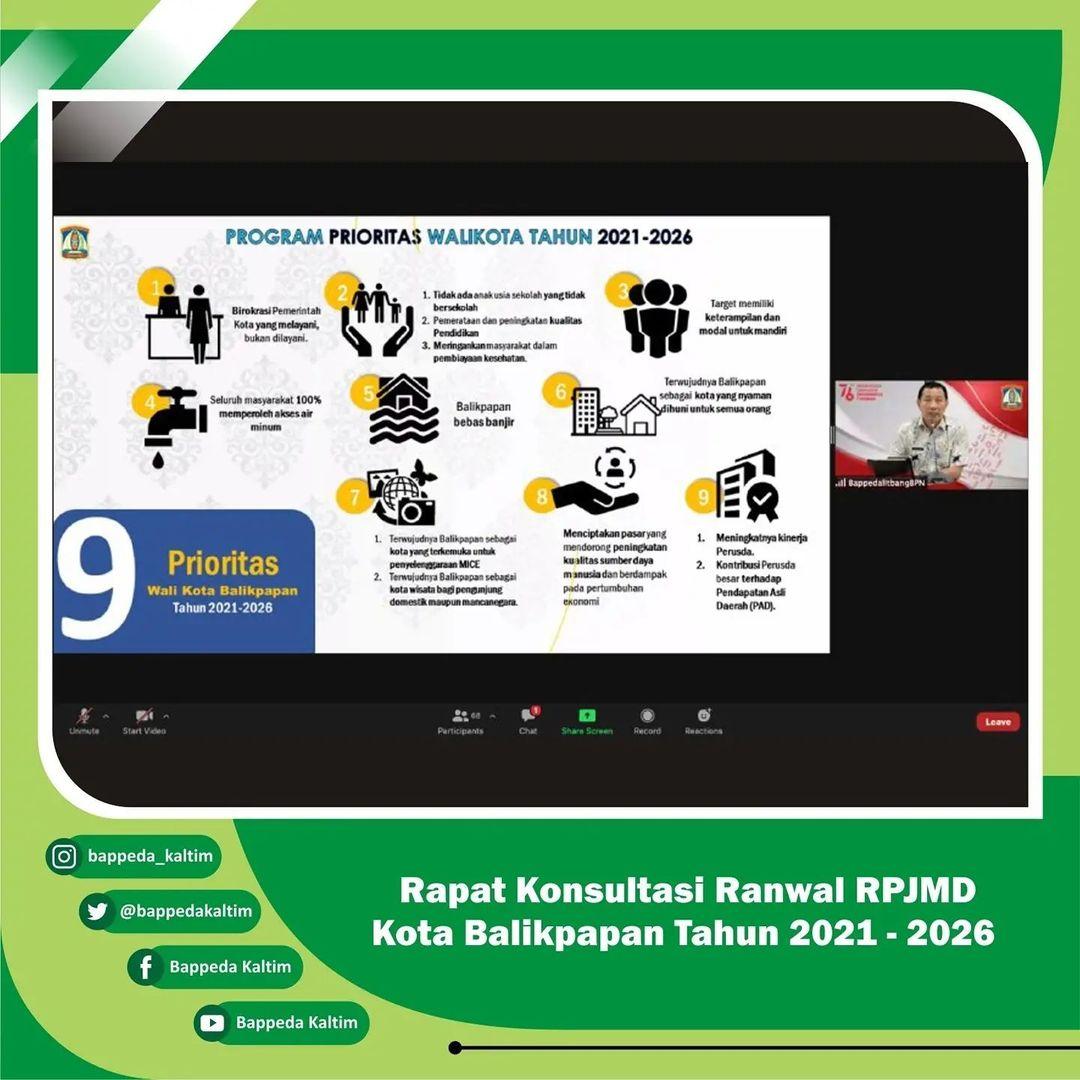 PROGRAM PRIORITAS WALIKOTA TAHUN 2021-2026
1
Birokrasi Pemerintah
Kota yang melayani,
bukan dilayani.
2
1. Tidak ada anak usia sekolah yang tidak
bersekolah
2. Pemerataan dan peningkatan kualitas
Pendidikan
3. Meringankan masyarakat dalam
pembiayaan kesehatan.
3
Target memiliki
keterampilan dan
modal untuk mandiri
4
Seluruh masyarakat 100%
memperoleh akses air
minum
5
Balikpapan
bebas banjir
6
Terwujudnya Balikpapan
sebagai kota yang nyaman
dihuni untuk semua orang
7
1. Terwujudnya Balikpapan sebagai
kota yang terkemuka untuk
penyelenggaraan MICE
2. Terwujudnya Balikpapan sebagai
kota wisata bagi pengunjung
domestik maupun mancanegara.
8
Menciptakan pasar yang
mendorong peningkatan
kualitas sumber daya
manusia dan berdampak
pada pertumbuhan
ekonomi
9
1. Meningkatnya kinerja
Perusda.
2. Kontribusi Perusda
besar terhadap
Pendapatan Asli
Daerah (PAD).
9 Prioritas
Wali Kota Balikpapan
Tahun 2021-2026
76
BappedalitbangBPN
Unmute
Start Video
68
Participants
1
Chat
Share Screen
Record
Reactions
Leave
bappeda_kaltim
@bappedakaltim
Bappeda Kaltim
Bappeda Kaltim
Rapat Konsultasi Ranwal RPJMD
Kota Balikpapan Tahun 2021 - 2026